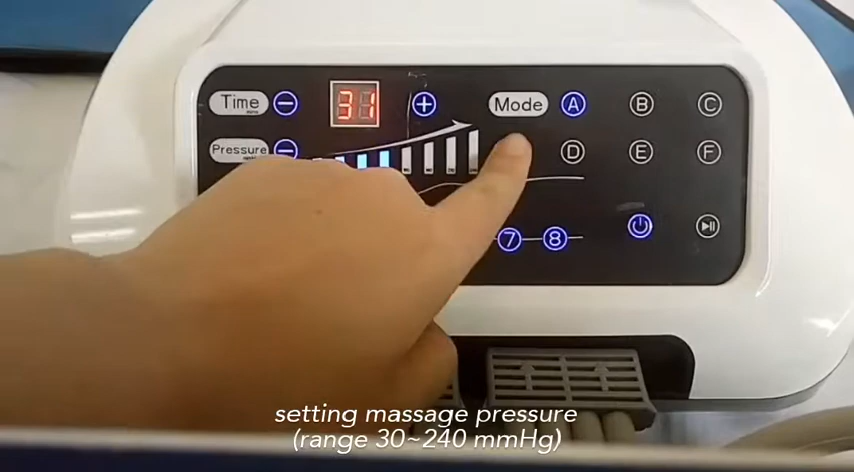 Time
31
Mode A B C
Pressure
D E F
7 8
setting massage pressure
(range 30~240 mmHg)